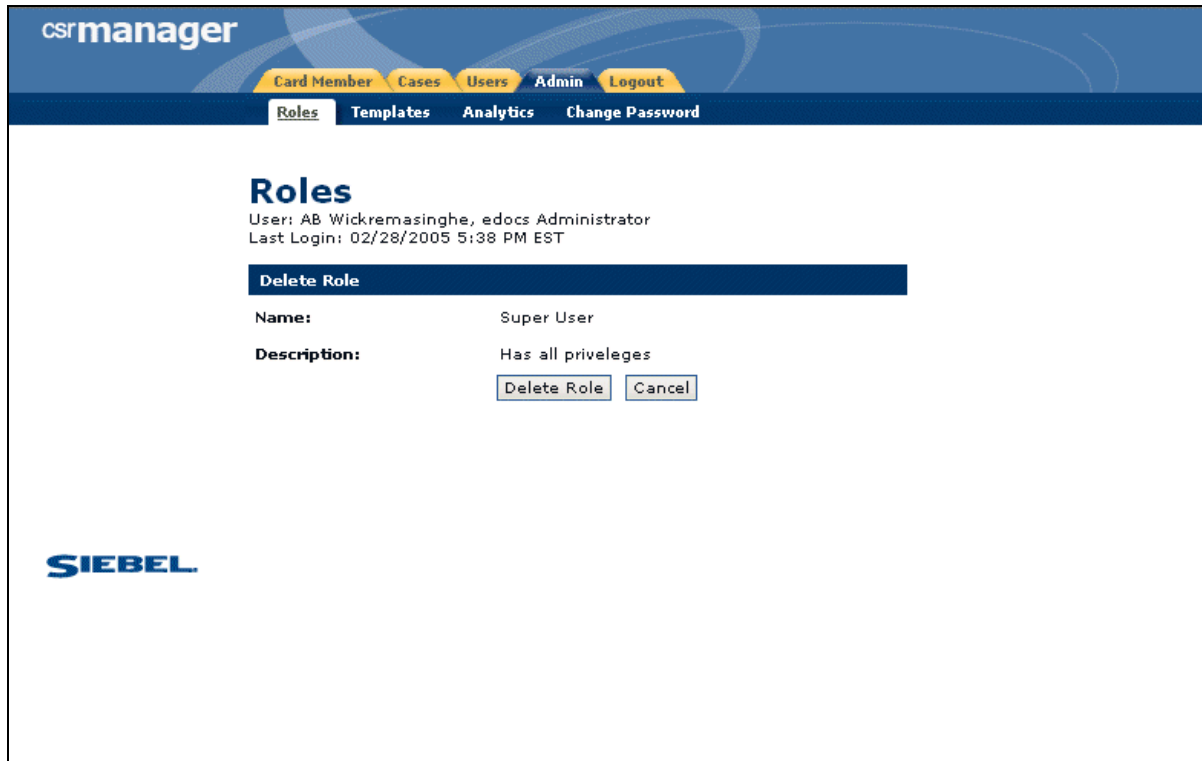 csrmanager
Card Member Cases Users Admin Logout
Roles Templates Analytics Change Password
Roles
User: AB Wickremasinghe, edocs Administrator
Last Login: 02/28/2005 5:38 PM EST
Delete Role
Name: Super User
Description: Has all priveleges
Delete Role Cancel
SIEBEL.